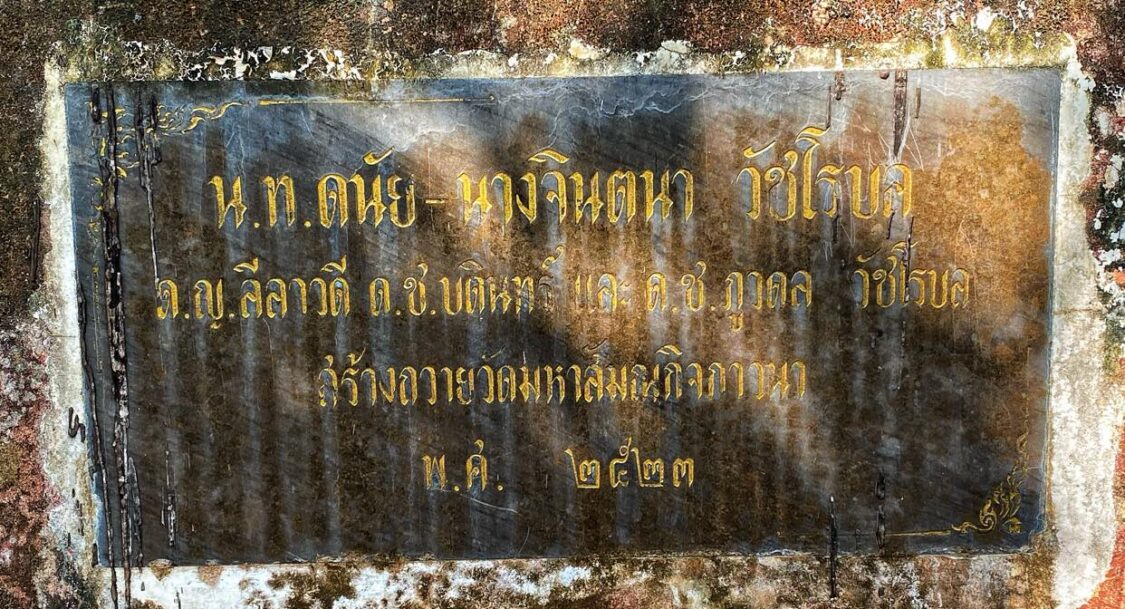 น.ท.ดนัย-นางจินตนา วัชโรบล
ด.ญ.ลีลาวดี ด.ช.บดินทร์ และ ด.ช.ภูวดล วัชโรบล
สร้างถวายวัดมหาสัมณกิจภาวนา
พ.ศ. ๒๕๒๓